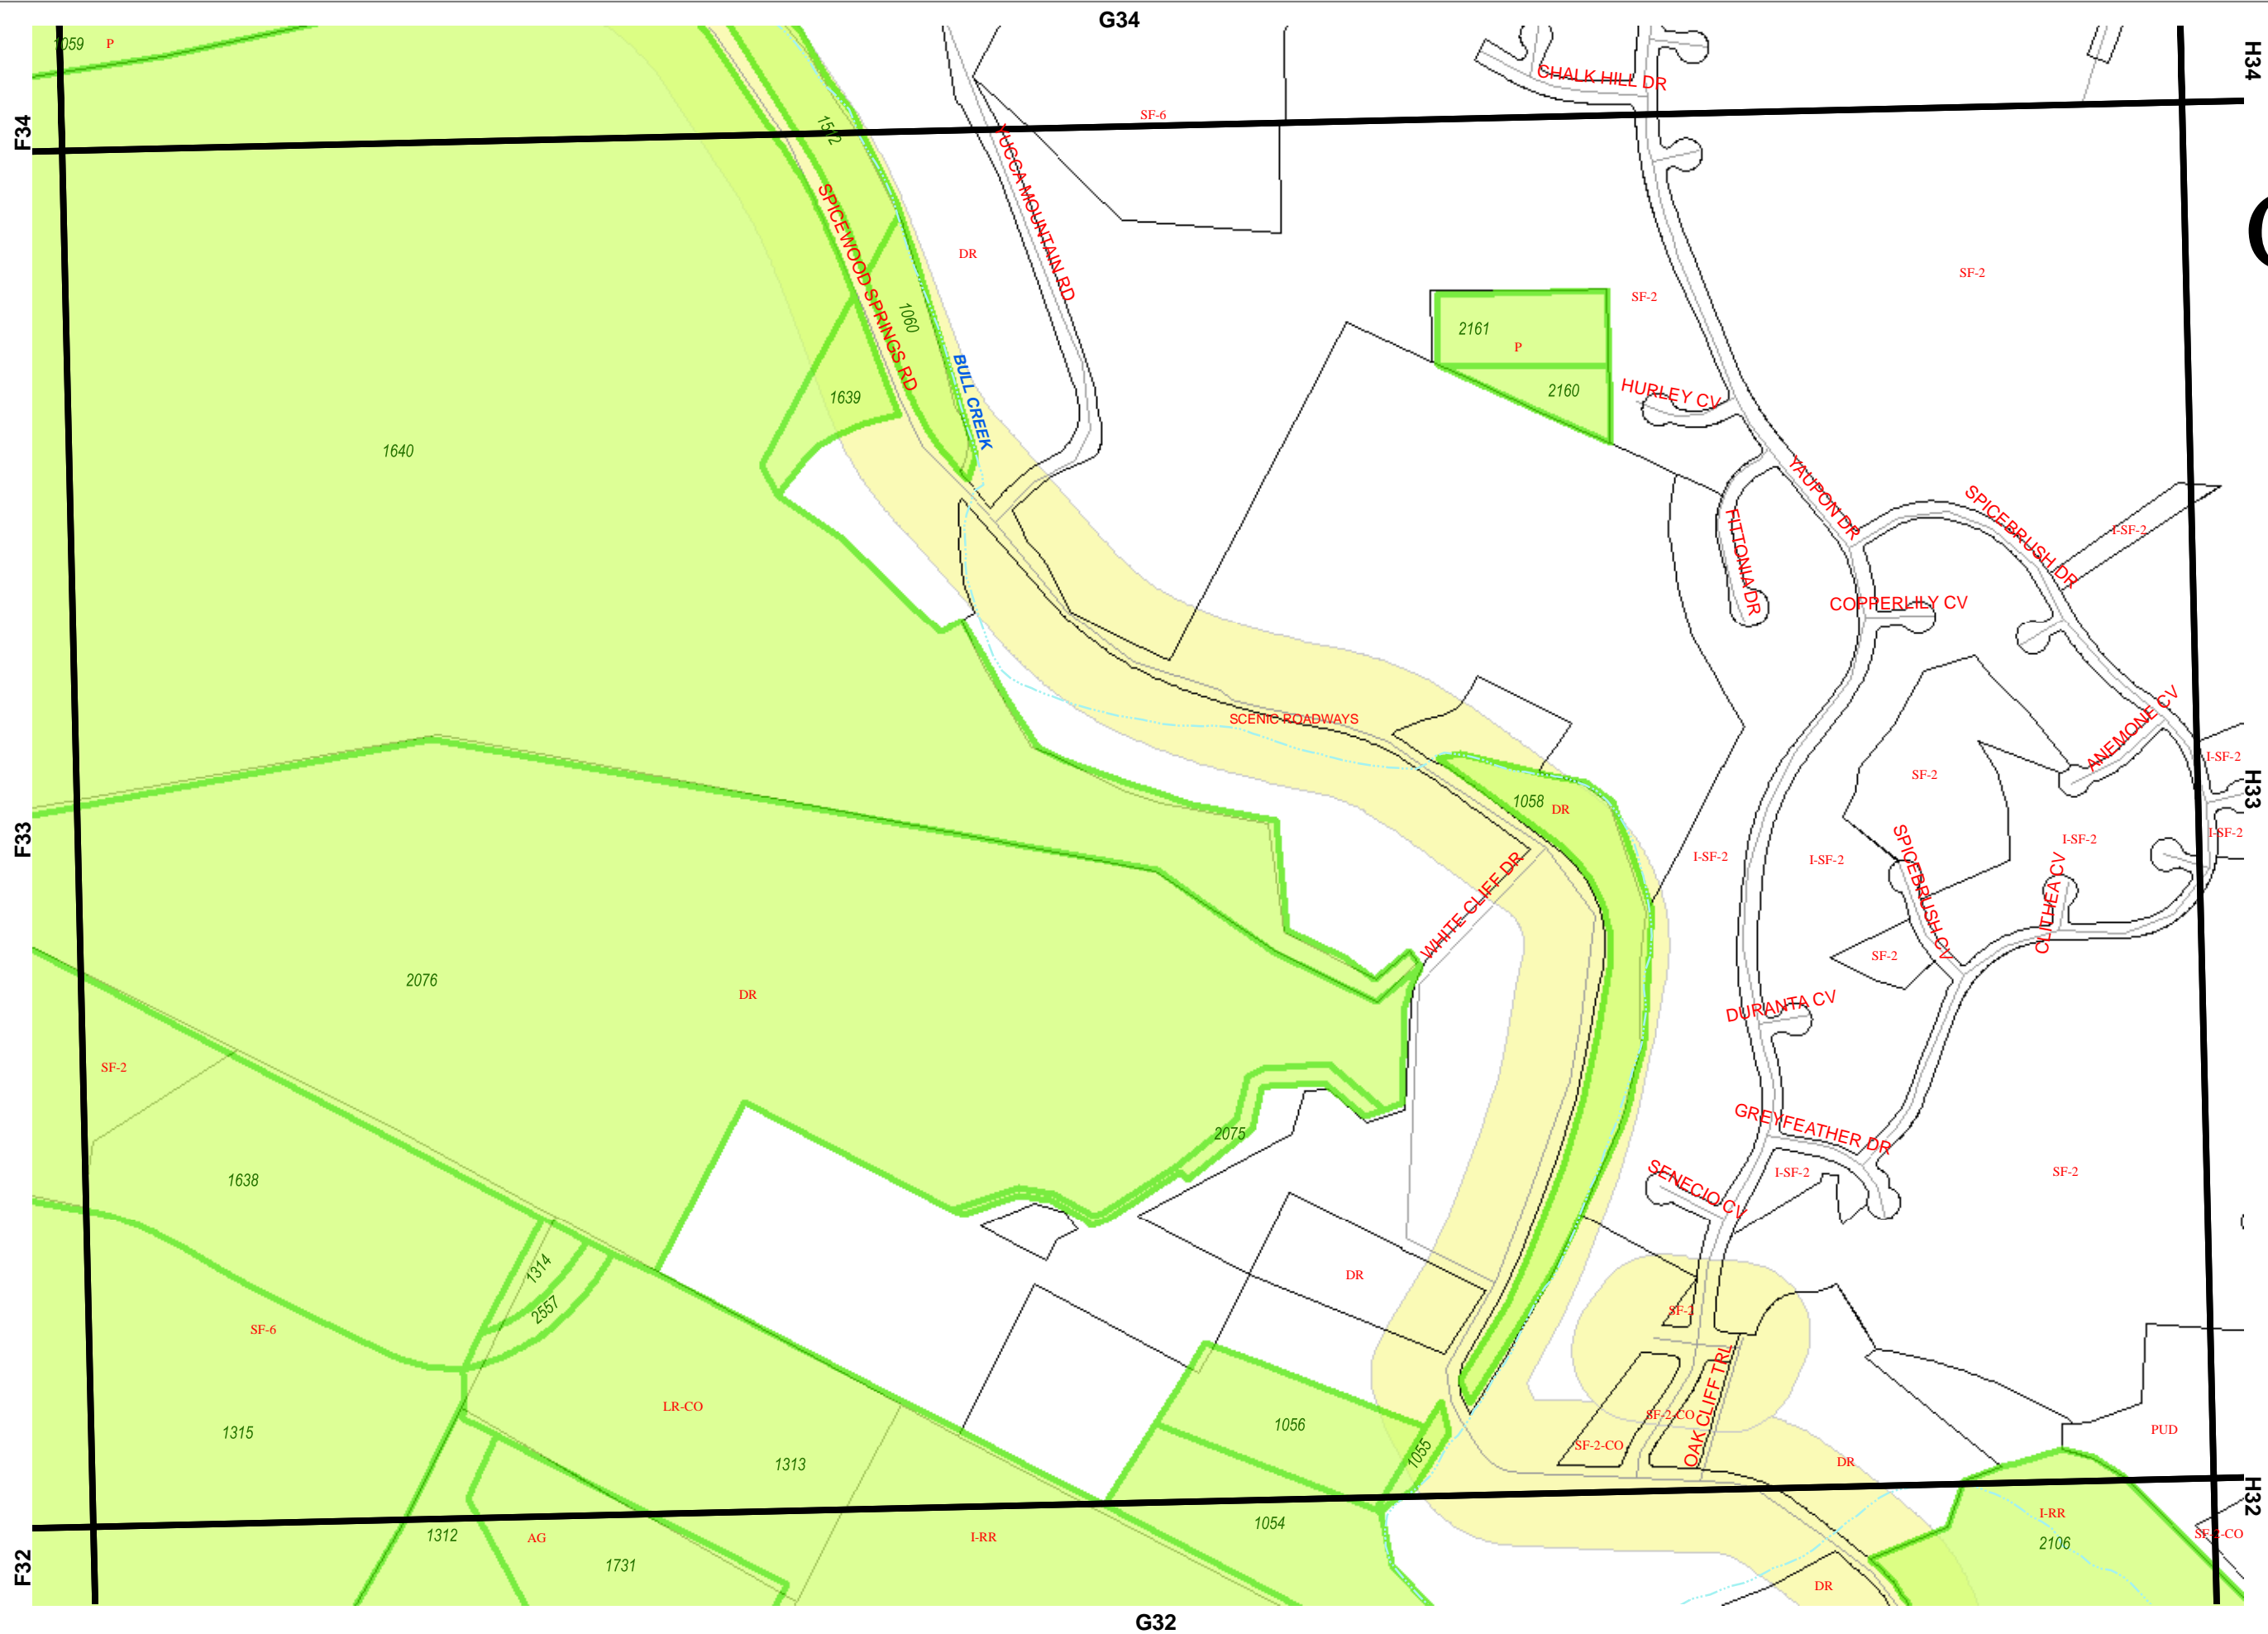 G34
1059
P
H34
CHALK HILL DR
F34
1512
SF-6
YUCCA MOUNTAIN RD
SPICEWOOD SPRINGS RD
DR
SF-2
SF-2
1060
2161
P
1639
BULL CREEK
2160
HURLEY CV
1640
YAUPON DR
SPICEBRUSH DR
FITTONIA DR
I-SF-2
COPPERLILY CV
SCENIC ROADWAYS
ANEMONE CV
I-SF-2
SF-2
H33
1058
DR
F33
I-SF-2
I-SF-2
I-SF-2
I-SF-2
SPICEBRUSH CV
WHITE CLIFF DR
CLITHEA CV
SF-2
2076
DR
DURANTA CV
SF-2
GREYFEATHER DR
2075
1638
SENECIO CV
I-SF-2
SF-2
1314
DR
2557
SF-6
OAK CLIFF TRL
LR-CO
SF-2-CO
1056
1315
PUD
SF-2-CO
1055
1313
DR
H32
I-RR
1054
1312
AG
I-RR
SF-2-CO
2106
F32
1731
DR
G32